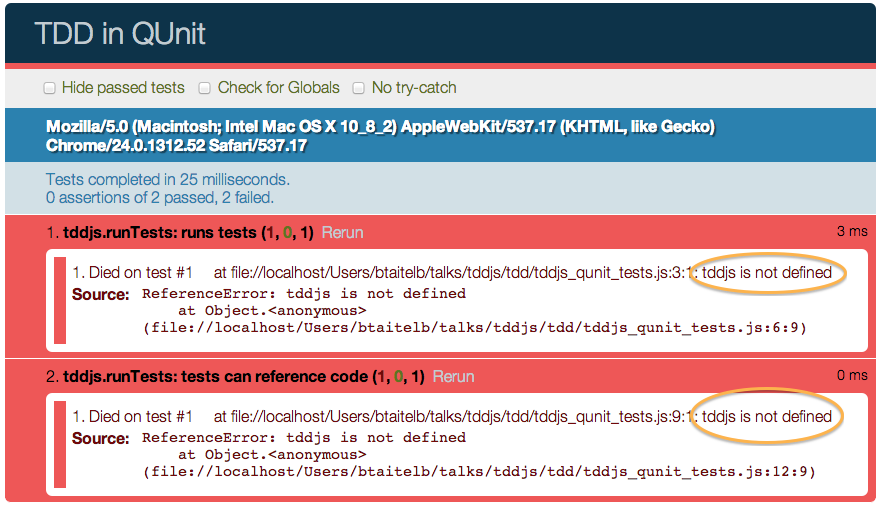 TDD in QUnit
Hide passed tests Check for Globals No try-catch
Mozilla/5.0 (Macintosh; Intel Mac OS X 10_8_2) AppleWebKit/537.17 (KHTML, like Gecko)
Chrome/24.0.1312.52 Safari/537.17
Tests completed in 25 milliseconds.
0 assertions of 2 passed, 2 failed.
1. tddjs.runTests: runs tests (1, 0, 1) Rerun 3 ms
1. Died on test #1 at file://localhost/Users/btaitelb/talks/tddjs/tdd/tddjs_qunit_tests.js:3:1: tddjs is not defined
Source: ReferenceError: tddjs is not defined
at Object.<anonymous>
(file://localhost/Users/btaitelb/talks/tddjs/tdd/tddjs_qunit_tests.js:6:9)
2. tddjs.runTests: tests can reference code (1, 0, 1) Rerun 0 ms
1. Died on test #1 at file://localhost/Users/btaitelb/talks/tddjs/tdd/tddjs_qunit_tests.js:9:1: tddjs is not defined
Source: ReferenceError: tddjs is not defined
at Object.<anonymous>
(file://localhost/Users/btaitelb/talks/tddjs/tdd/tddjs_qunit_tests.js:12:9)